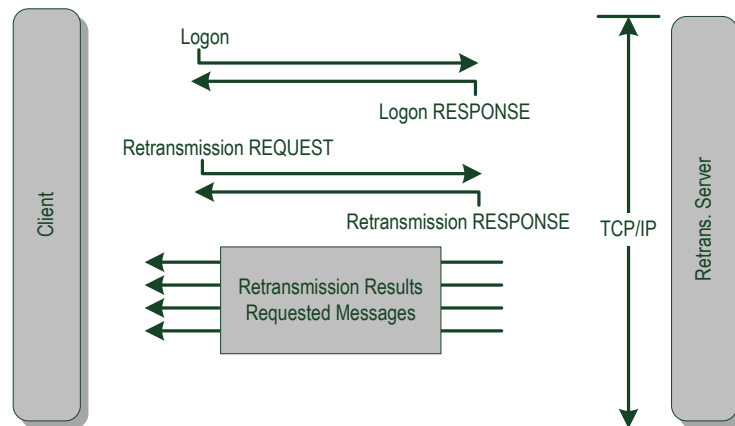 Logon
Logon RESPONSE
Retransmission REQUEST
Retransmission RESPONSE
Retransmission Results
Requested Messages
Client
TCP/IP
Retrans. Server